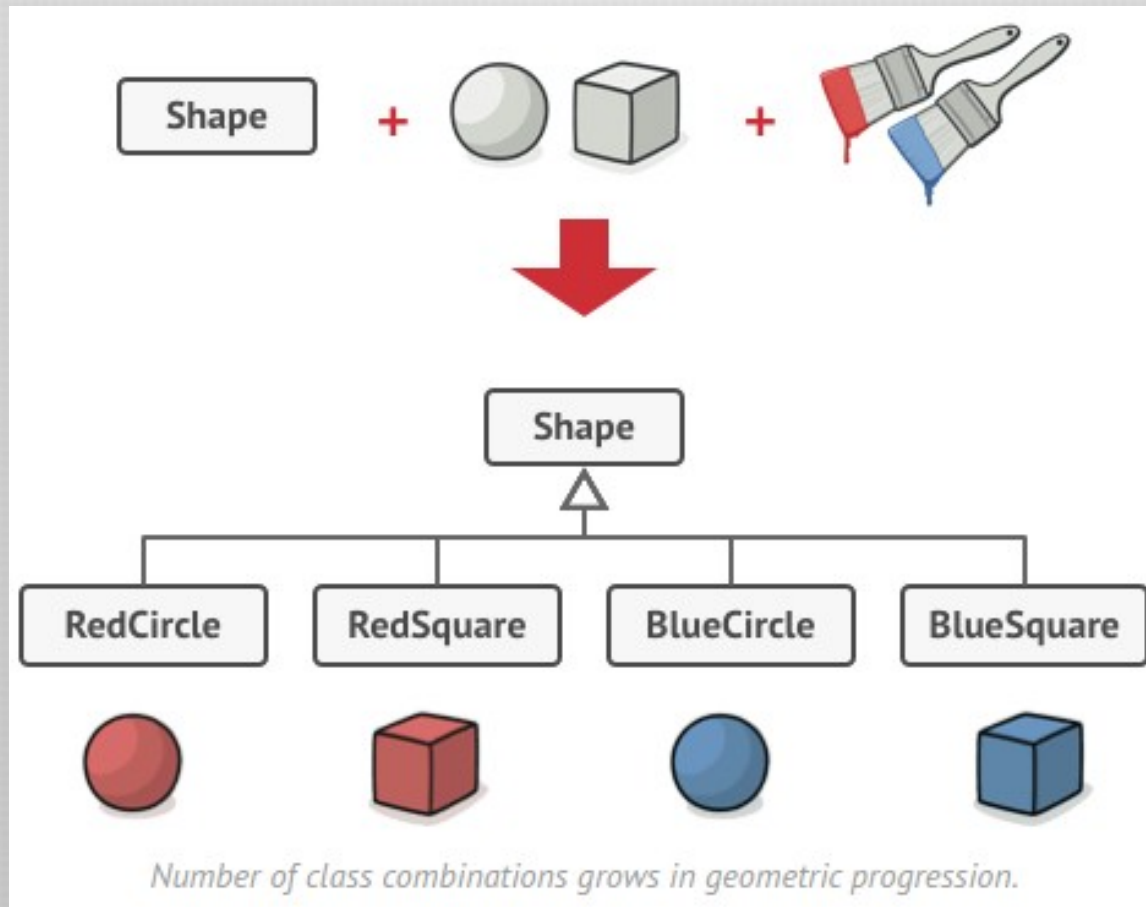 Shape
+
+
Shape
RedCircle
RedSquare
BlueCircle
BlueSquare
Number of class combinations grows in geometric progression.